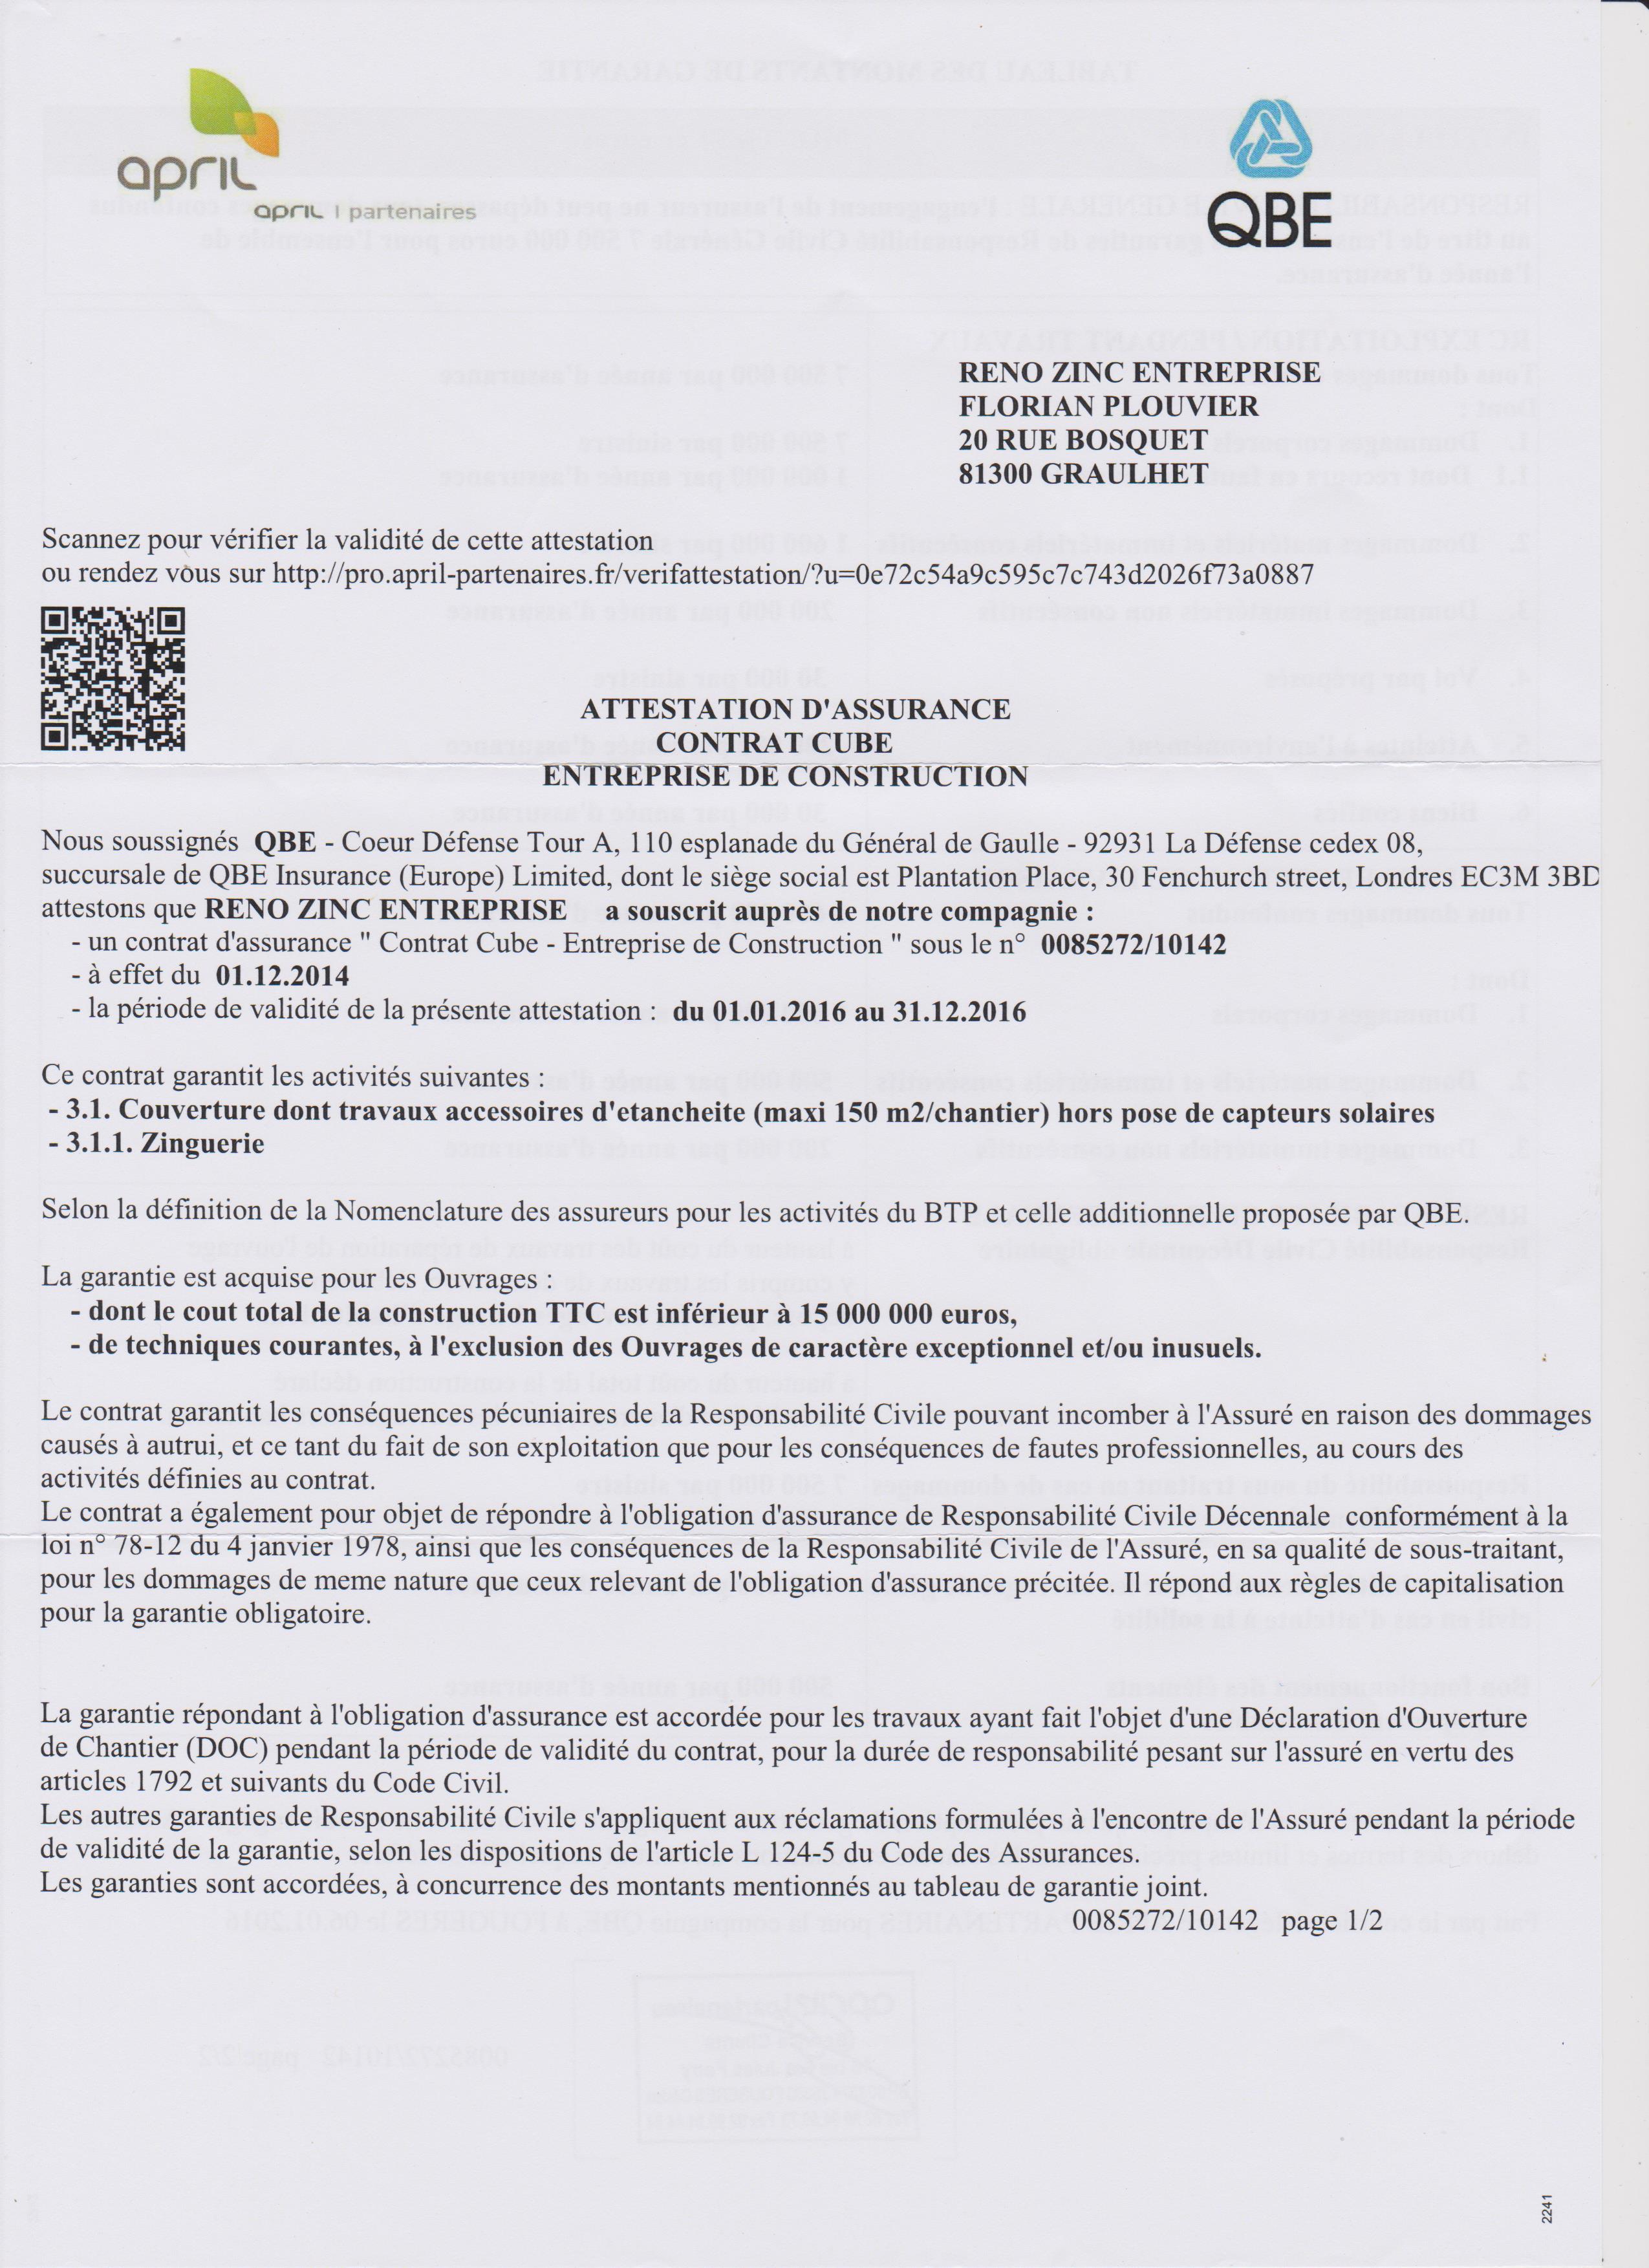 april
april | partenaires
QBE
RENO ZINC ENTREPRISE
FLORIAN PLOUVIER
20 RUE BOSQUET
81300 GRAULHET
Scannez pour vérifier la validité de cette attestation
ou rendez vous sur http://pro.april-partenaires.fr/verifattestation/?u=0e72c54a9c595c7c743d2026f73a0887
ATTESTATION D'ASSURANCE
CONTRAT CUBE
ENTREPRISE DE CONSTRUCTION
Nous soussignés QBE - Coeur Défense Tour A, 110 esplanade du Général de Gaulle - 92931 La Défense cedex 08,
succursale de QBE Insurance (Europe) Limited, dont le siège social est Plantation Place, 30 Fenchurch street, Londres EC3M 3BD
attestons que RENO ZINC ENTREPRISE a souscrit auprès de notre compagnie :
- un contrat d'assurance " Contrat Cube - Entreprise de Construction " sous le n° 0085272/10142
- à effet du 01.12.2014
- la période de validité de la présente attestation : du 01.01.2016 au 31.12.2016
Ce contrat garantit les activités suivantes :
- 3.1. Couverture dont travaux accessoires d'etancheite (maxi 150 m2/chantier) hors pose de capteurs solaires
- 3.1.1. Zinguerie
Selon la définition de la Nomenclature des assureurs pour les activités du BTP et celle additionnelle proposée par QBE.
La garantie est acquise pour les Ouvrages :
- dont le cout total de la construction TTC est inférieur à 15 000 000 euros,
- de techniques courantes, à l'exclusion des Ouvrages de caractère exceptionnel et/ou inusuels.
Le contrat garantit les conséquences pécuniaires de la Responsabilité Civile pouvant incomber à l'Assuré en raison des dommages
causés à autrui, et ce tant du fait de son exploitation que pour les conséquences de fautes professionnelles, au cours des
activités définies au contrat.
Le contrat a également pour objet de répondre à l'obligation d'assurance de Responsabilité Civile Décennale conformément à la
loi n° 78-12 du 4 janvier 1978, ainsi que les conséquences de la Responsabilité Civile de l'Assuré, en sa qualité de sous-traitant,
pour les dommages de meme nature que ceux relevant de l'obligation d'assurance précitée. Il répond aux règles de capitalisation
pour la garantie obligatoire.
La garantie répondant à l'obligation d'assurance est accordée pour les travaux ayant fait l'objet d'une Déclaration d'Ouverture
de Chantier (DOC) pendant la période de validité du contrat, pour la durée de responsabilité pesant sur l'assuré en vertu des
articles 1792 et suivants du Code Civil.
Les autres garanties de Responsabilité Civile s'appliquent aux réclamations formulées à l'encontre de l'Assuré pendant la période
de validité de la garantie, selon les dispositions de l'article L 124-5 du Code des Assurances.
Les garanties sont accordées, à concurrence des montants mentionnés au tableau de garantie joint.
0085272/10142 page 1/2
2241